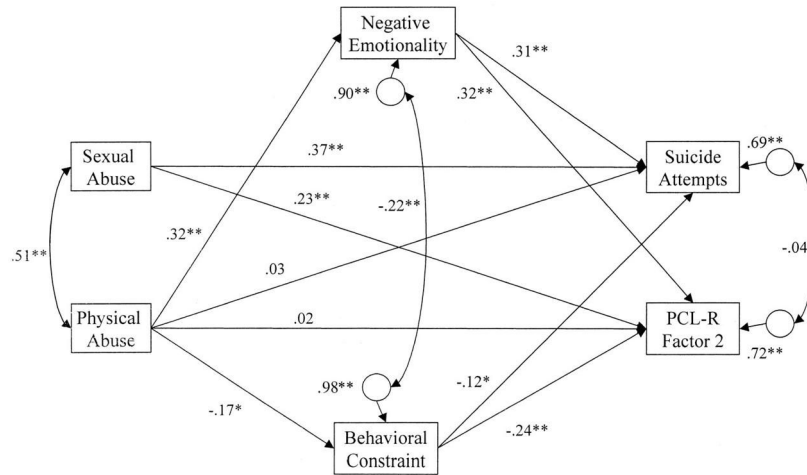 Negative
Emotionality
.31**
.90**
.32**
Sexual
Abuse
.37**
Suicide
Attempts
.69**
.23**
-.22**
.32**
.51**
.03
-.04
Physical
Abuse
.02
PCL-R
Factor 2
.72**
.98**
-.12*
-.17*
-.24**
Behavioral
Constraint